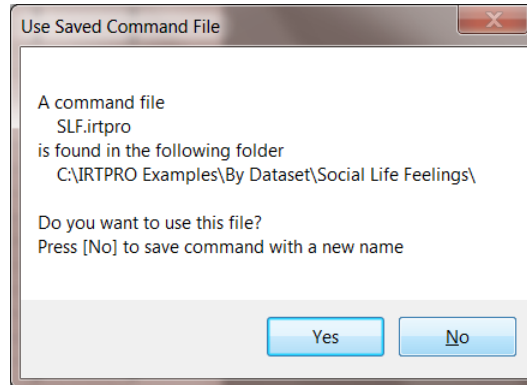 Use Saved Command File
A command file
SLF.irtpro
is found in the following folder
C:\IRTPRO Examples\By Dataset\Social Life Feelings\
Do you want to use this file?
Press [No] to save command with a new name
Yes
No